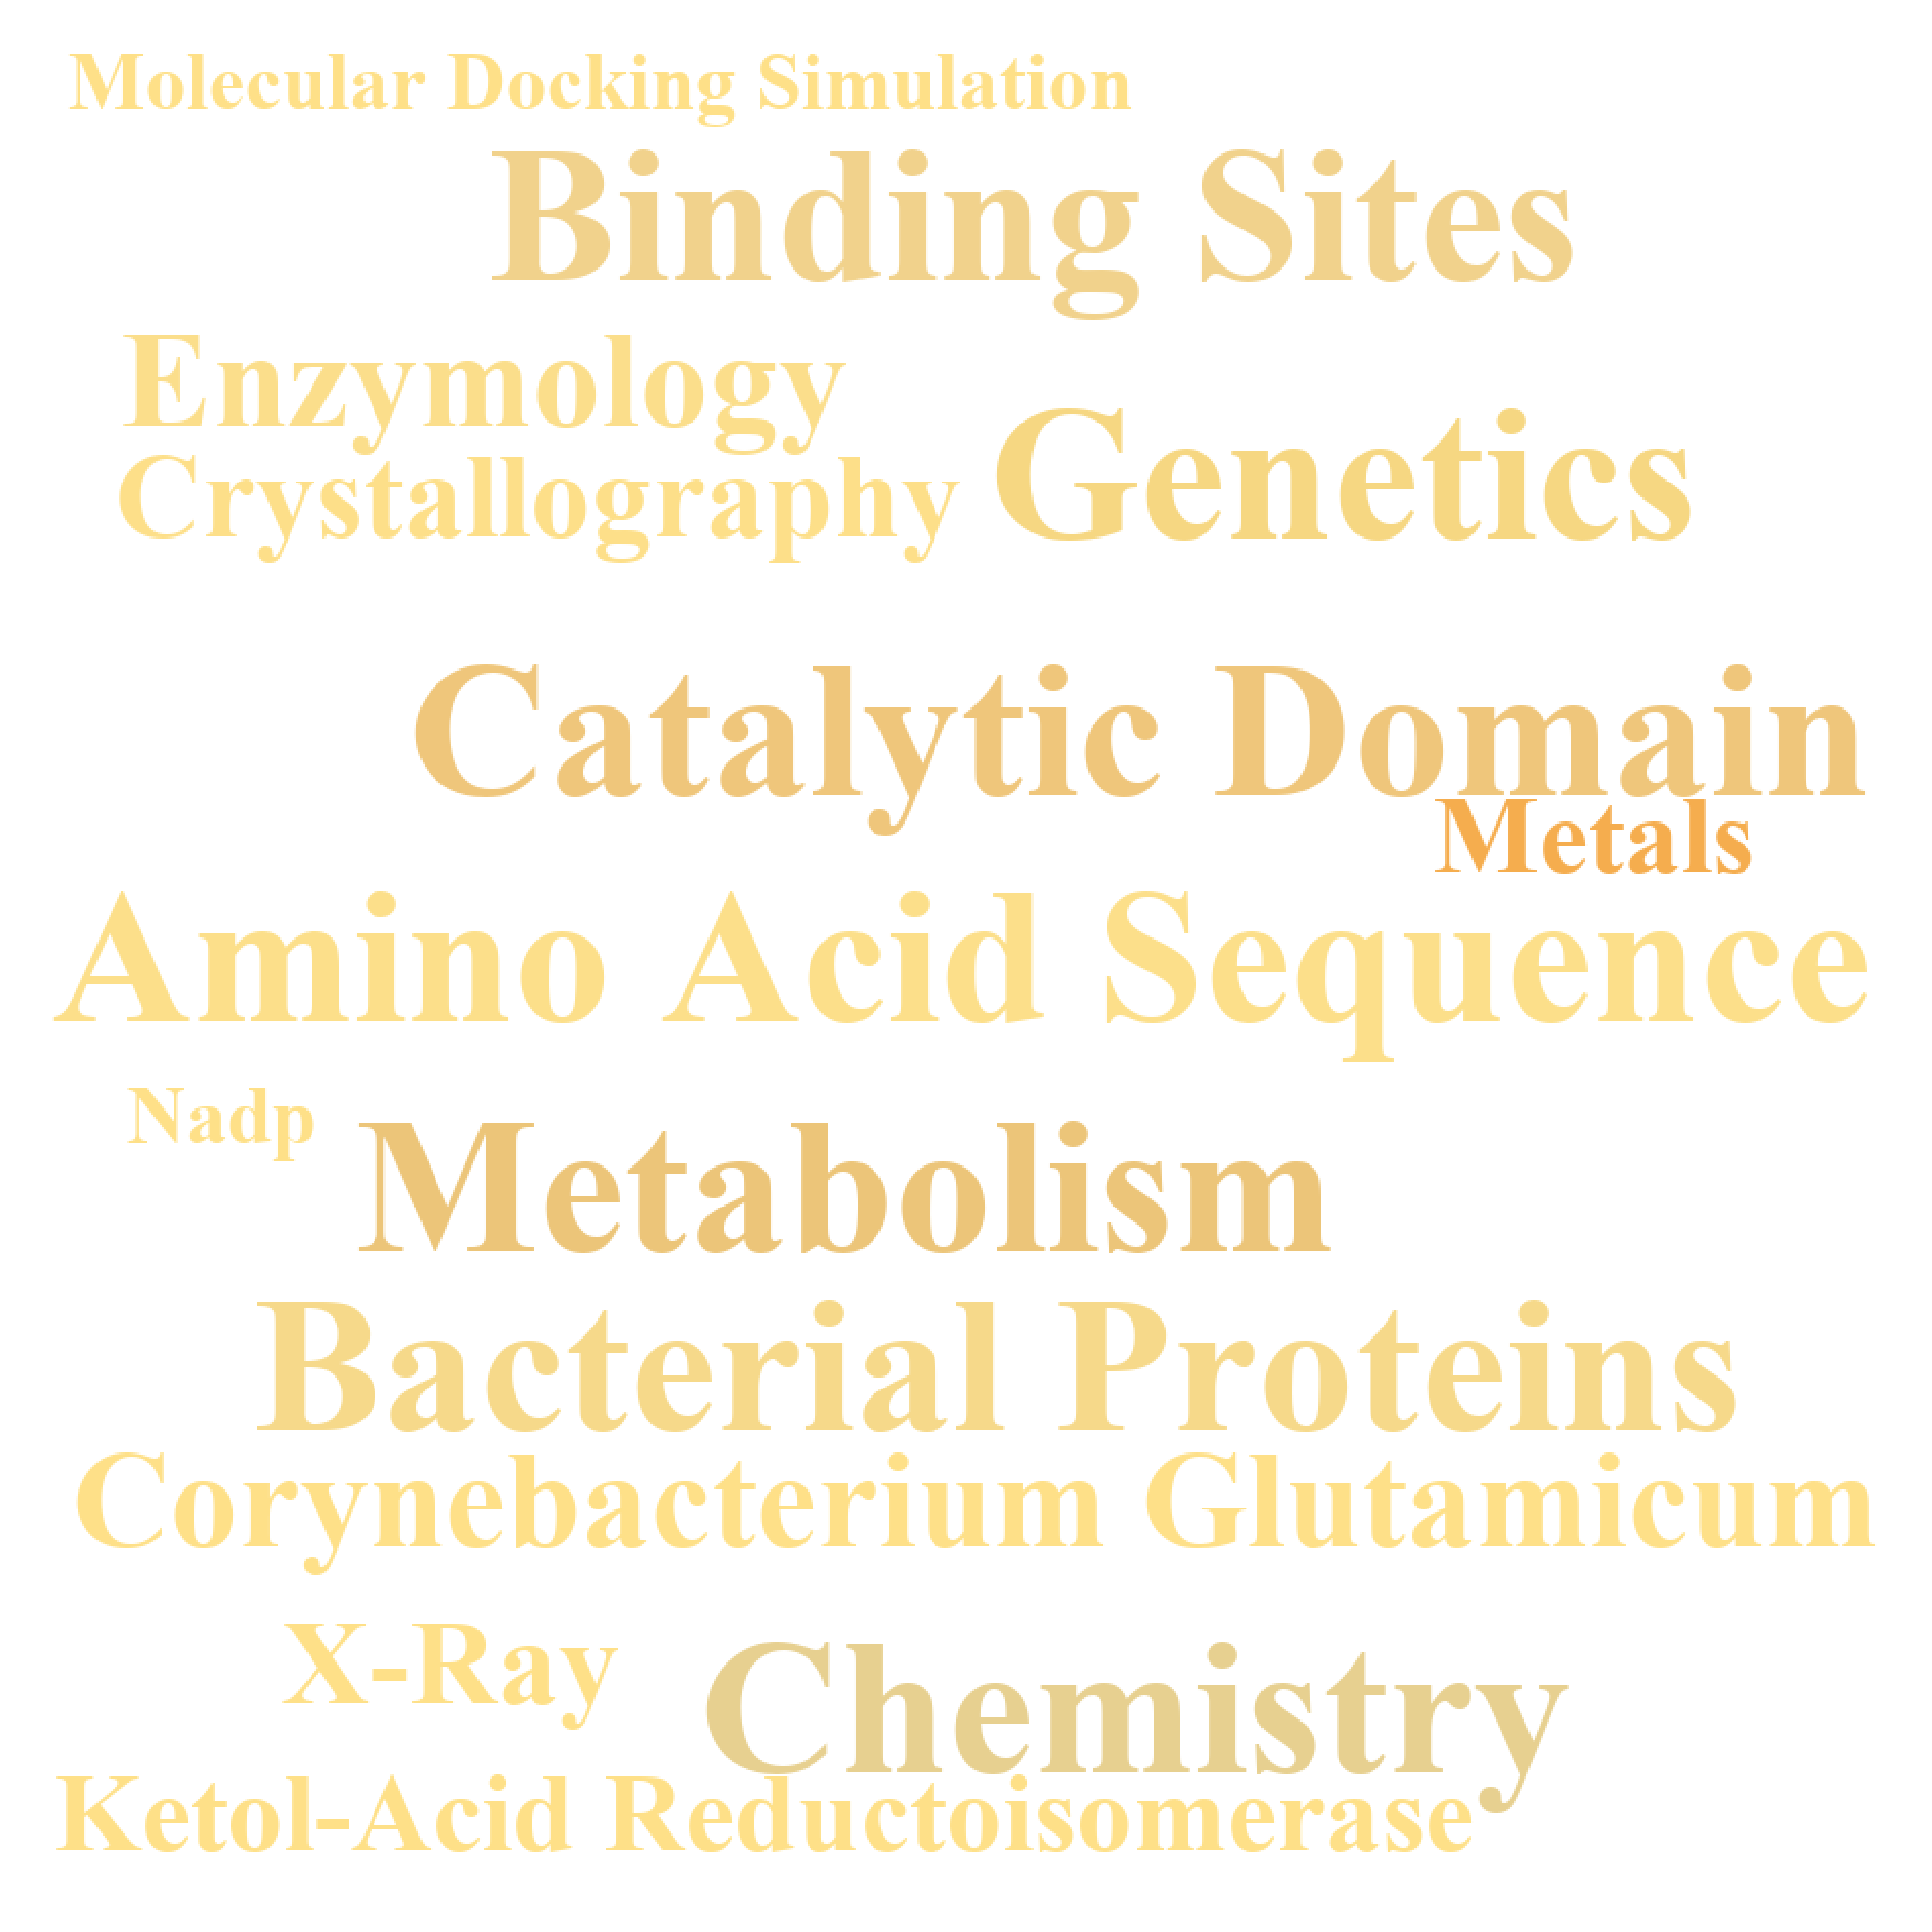 Molecular Docking Simulation
Binding Sites
Enzymology
Genetics
Crystallography
Catalytic Domain
Metals
Amino Acid Sequence
Nadp
Metabolism
Bacterial Proteins
Corynebacterium Glutamicum
X-Ray
Chemistry
Ketol-Acid Reductoisomerase